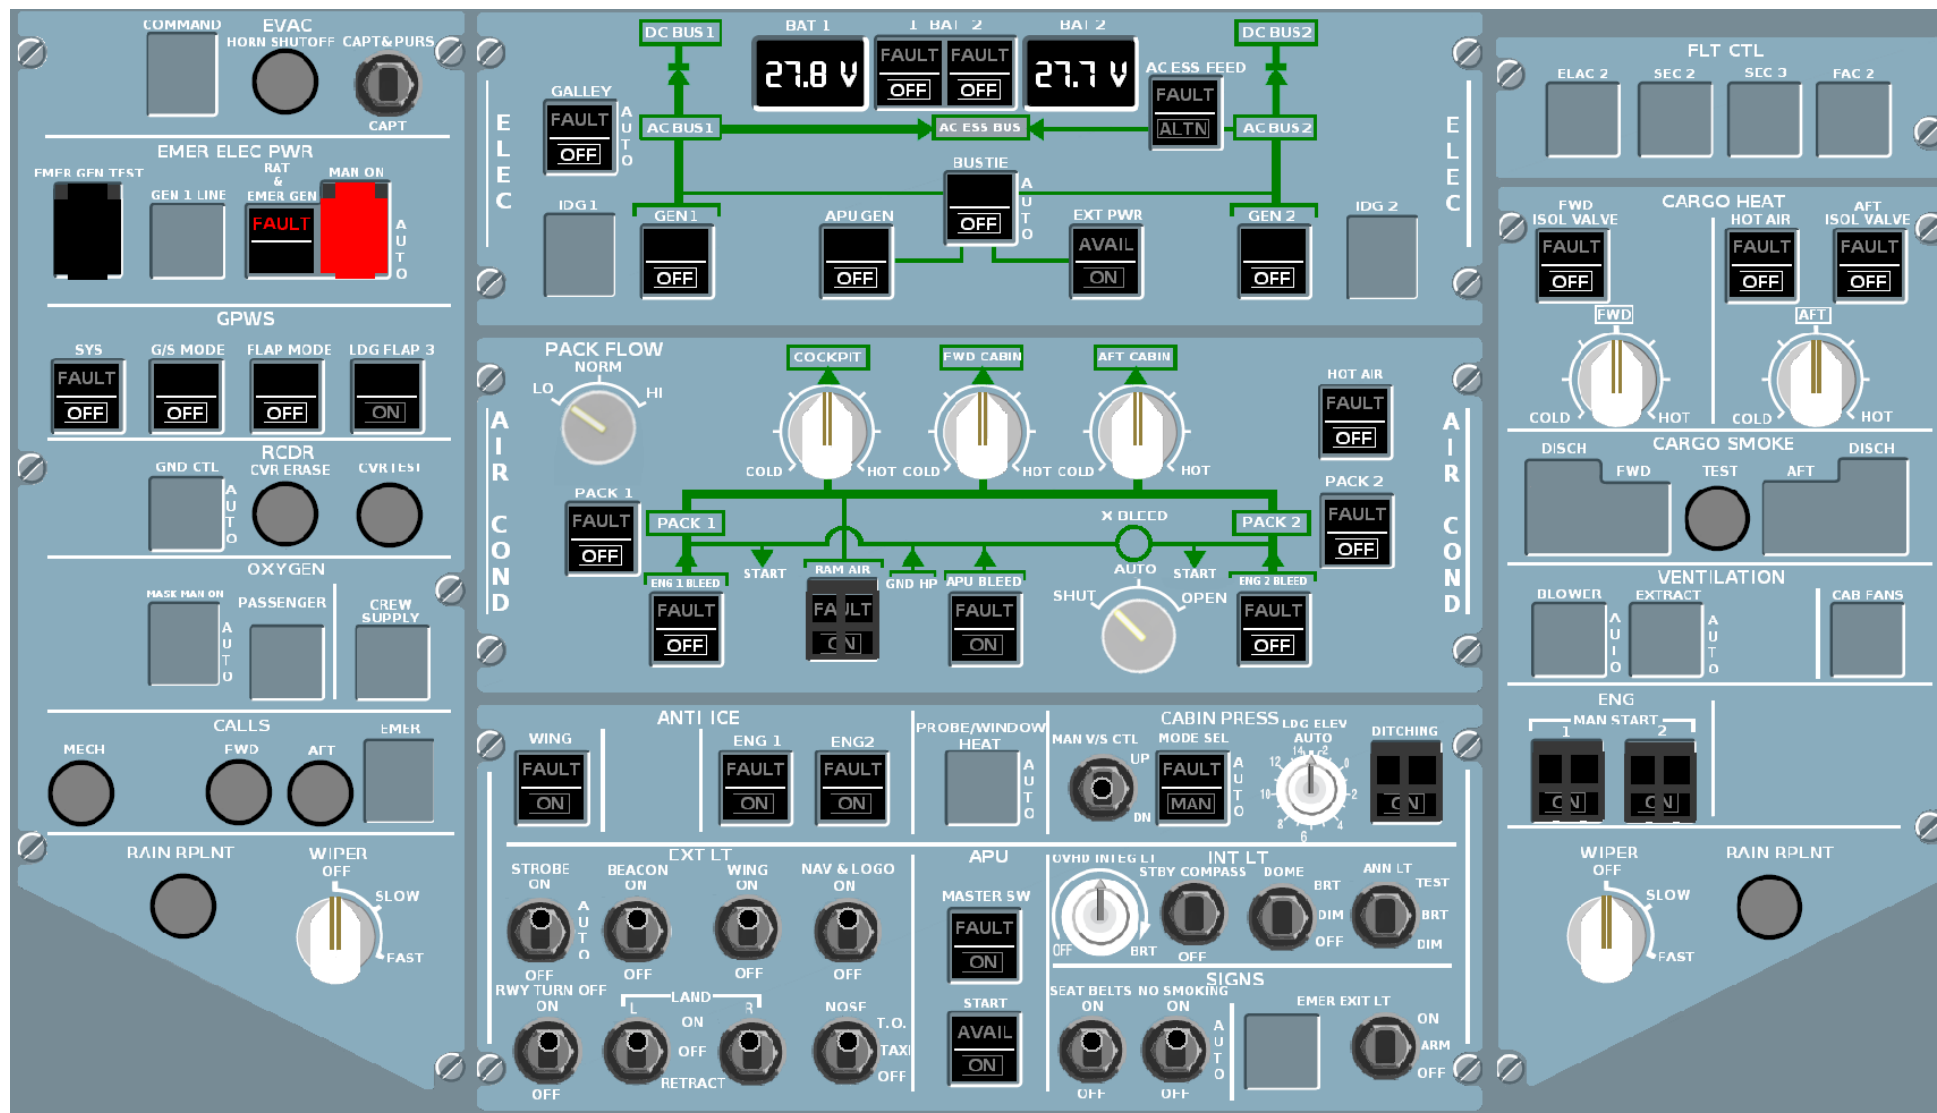 EVAC
COMMAND
HORN SHUTOFF
CAPT&PURS
CAPT
EMER ELEC PWR
EMER GEN TEST
GEN 1 LINE
RAT
&
EMER GEN
MAN ON
FAULT
AUTO
GPWS
SYS
G/S MODE
FLAP MODE
LDG FLAP 3
FAULT
OFF
OFF
OFF
ON
RCDR
GND CTL
CVR ERASE
CVR TEST
AUTO
OXYGEN
MASK MAN ON
PASSENGER
CREW
SUPPLY
AUTO
CALLS
MECH
FWD
AFT
EMER
RAIN RPLNT
WIPER
OFF
SLOW
FAST
ELEC
DC BUS1
BAT 1
1 BAT 2
BAT 2
DC BUS2
27.8 V
FAULT
FAULT
OFF
OFF
27.7 V
AC ESS FEED
FAULT
ALTN
GALLEY
FAULT
OFF
AUTO
AC BUS1
AC ESS BUS
AC BUS2
ELEC
BUSTIE
OFF
AUTO
IDG 1
GEN1
OFF
APU GEN
OFF
EXT PWR
AVAIL
ON
GEN 2
OFF
IDG 2
PACK FLOW
LO
NORM
HI
AIR COND
COCKPIT
FWD CABIN
AFT CABIN
COLD
HOT
COLD
HOT
COLD
HOT
HOT AIR
FAULT
OFF
AIR COND
PACK 1
FAULT
OFF
PACK 1
X BLEED
PACK 2
PACK 2
FAULT
OFF
START
RAM AIR
GND HP
APU BLEED
START
ENG 1 BLEED
FAULT
OFF
FAULT
ON
FAULT
ON
AUTO
SHUT
OPEN
ENG 2 BLEED
FAULT
OFF
ANTI ICE
WING
FAULT
ON
ENG 1
FAULT
ON
ENG2
FAULT
ON
PROBE/WINDOW
HEAT
AUTO
CABIN PRESS
MAN V/S CTL
UP
DN
MODE SEL
FAULT
MAN
AUTO
LDG ELEV
AUTO
14
-2
12
0
10
2
8
4
6
DITCHING
ON
EXT LT
STROBE
ON
AUTO
OFF
BEACON
ON
OFF
WING
ON
OFF
NAV & LOGO
ON
OFF
RWY TURN OFF
ON
OFF
LAND
L
R
ON
OFF
RETRACT
NOSE
T.O.
TAXI
OFF
APU
MASTER SW
FAULT
ON
START
AVAIL
ON
OVHD INTEG LT
OFF
BRT
INT LT
STBY COMPASS
OFF
DOME
BRT
DIM
OFF
ANN LT
TEST
BRT
DIM
SIGNS
SEAT BELTS
ON
OFF
NO SMOKING
ON
AUTO
OFF
EMER EXIT LT
ON
ARM
OFF
FLT CTL
ELAC 2
SEC 2
SEC 3
FAC 2
CARGO HEAT
FWD
ISOL VALVE
FAULT
OFF
HOT AIR
FAULT
OFF
AFT
ISOL VALVE
FAULT
OFF
FWD
COLD
HOT
AFT
COLD
HOT
CARGO SMOKE
DISCH
FWD
TEST
AFT
DISCH
VENTILATION
BLOWER
AUTO
EXTRACT
AUTO
CAB FANS
ENG
MAN START
1
2
ON
ON
WIPER
OFF
SLOW
FAST
RAIN RPLNT